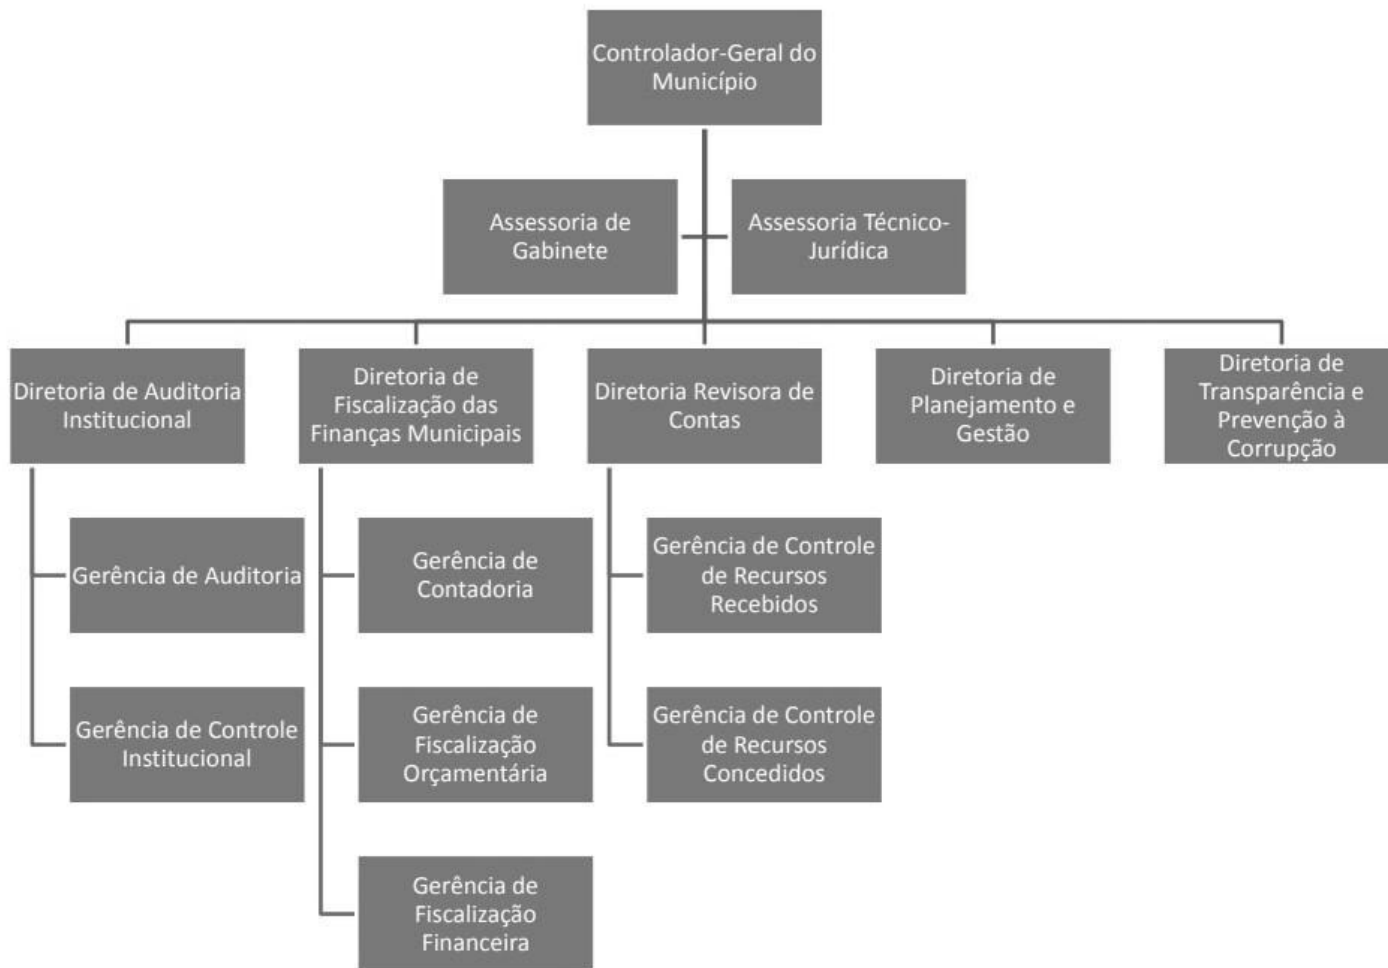 Controlador-Geral do
Município
Assessoria de
Gabinete
Assessoria Técnico-
Jurídica
Diretoria de Auditoria
Institucional
Diretoria de
Fiscalização das
Finanças Municipais
Diretoria Revisora de
Contas
Diretoria de
Planejamento e
Gestão
Diretoria de
Transparência e
Prevenção à
Corrupção
Gerência de Auditoria
Gerência de Contadoria
Gerência de Controle
de Recursos
Recebidos
Gerência de Controle
Institucional
Gerência de
Fiscalização
Orçamentária
Gerência de Controle
de Recursos
Concedidos
Gerência de
Fiscalização
Financeira